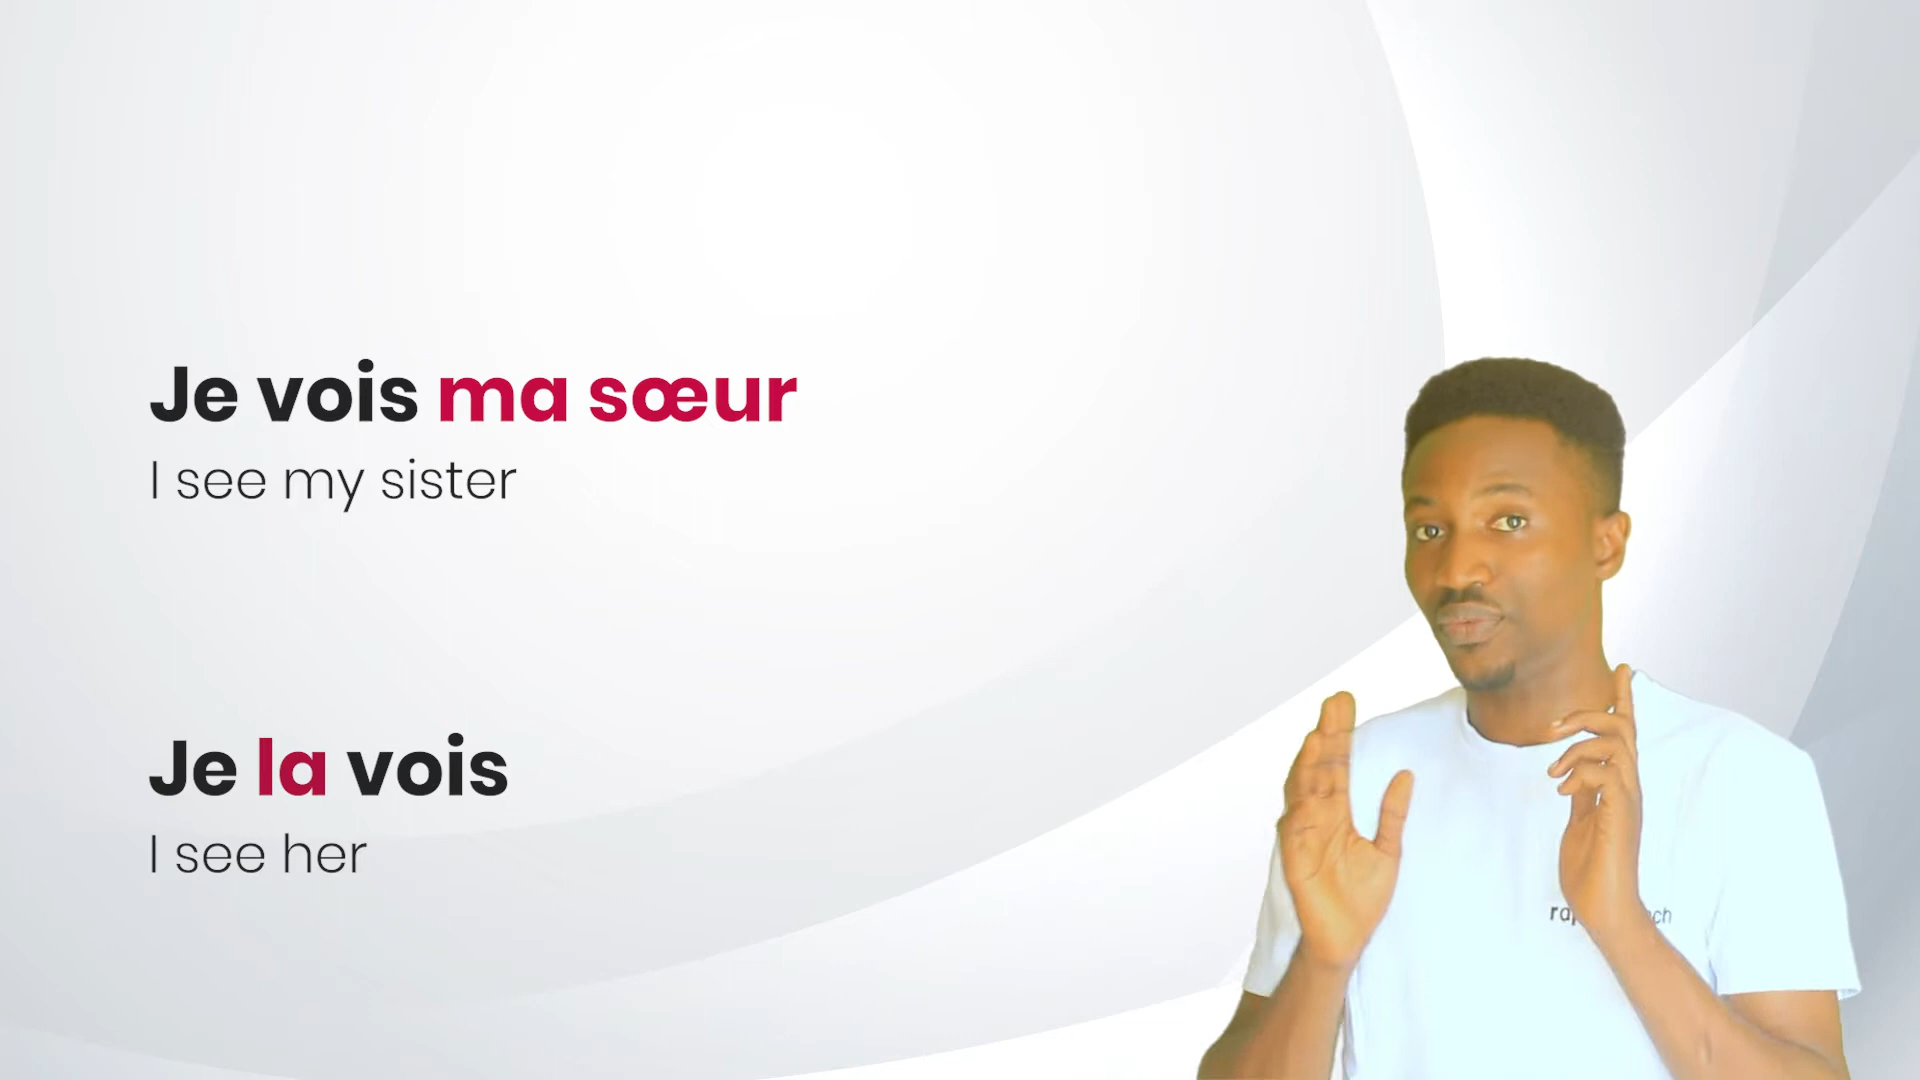 Je vois ma sœur
I see my sister
Je la vois
I see her